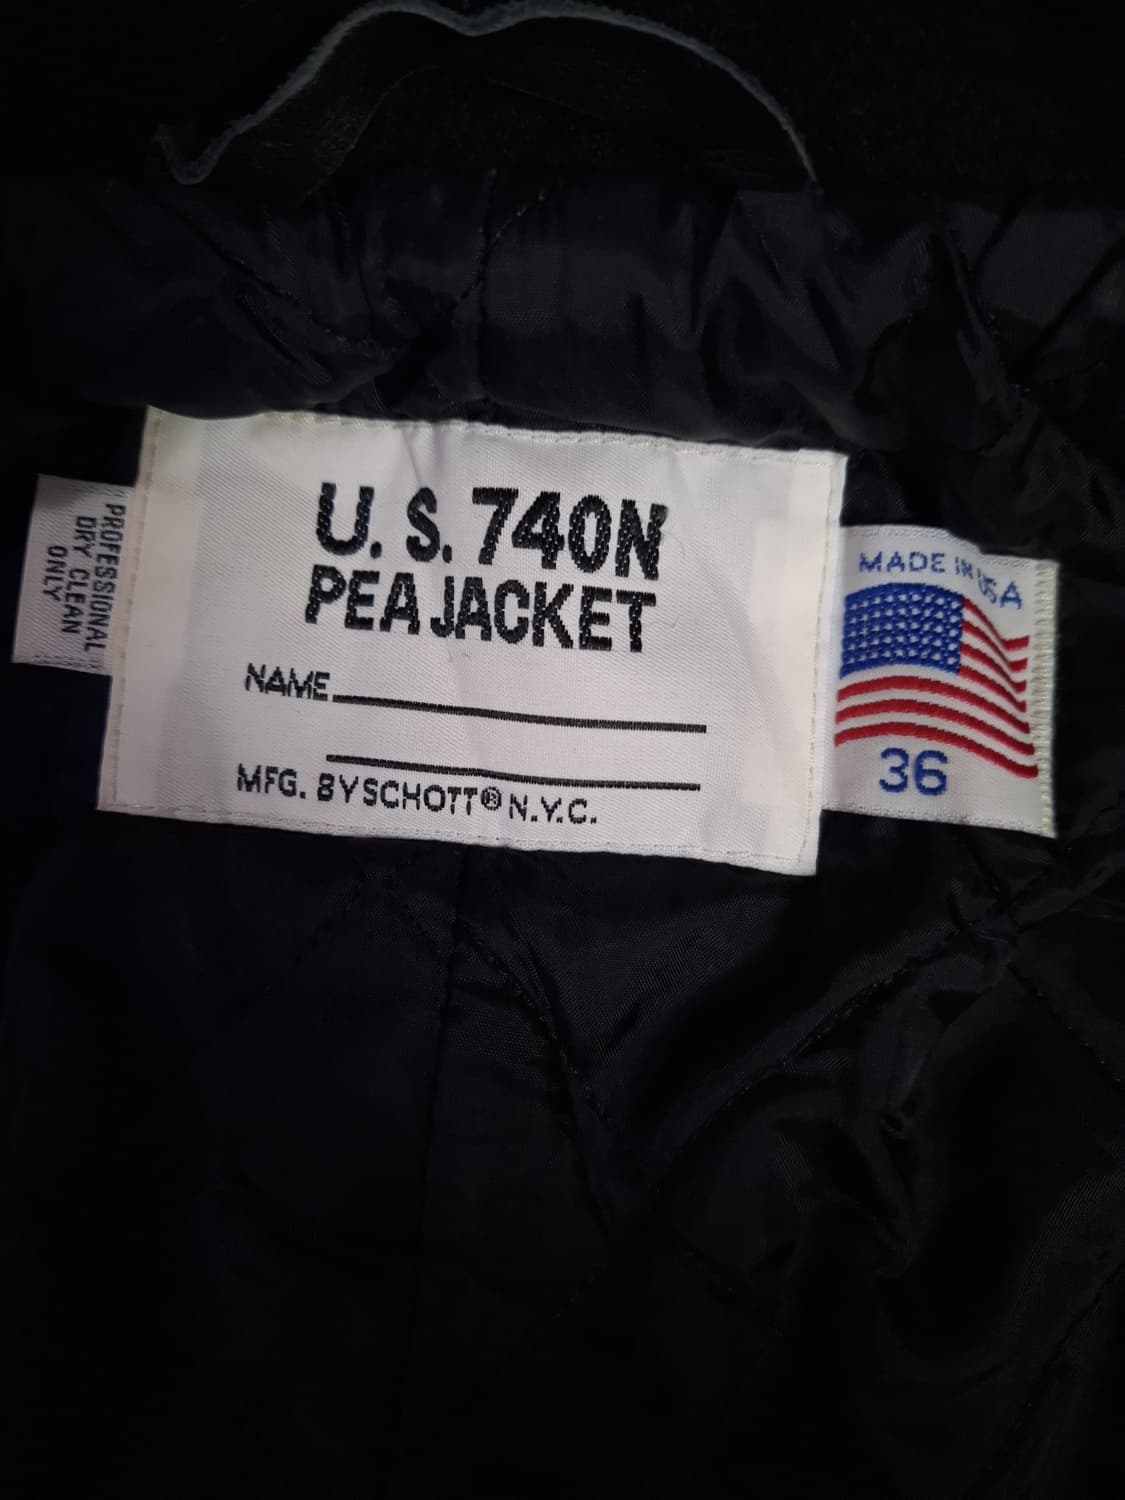 U. S. 740N
PEA JACKET
NAME
MFG. BY SCHOTT® N.Y.C.
PROFESSIONAL
DRY CLEAN
ONLY
MADE IN USA
36